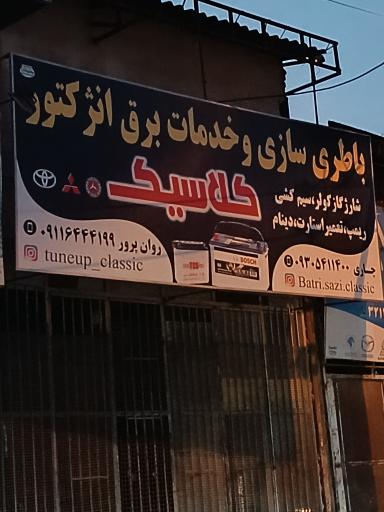 باطری سازی و خدمات برق انژکتور
کلاسیک
شارژ گاز کولر، سیم کشی
ریمپ، تعمیر استارت، دینام
روان پرور ۰۹۱۱۶۴۴۴۱۹۹
tuneup_classic
BOSCH
جباری ۰۹۳۰۵۴۱۱۴۰۰
Batri.sazi.classic